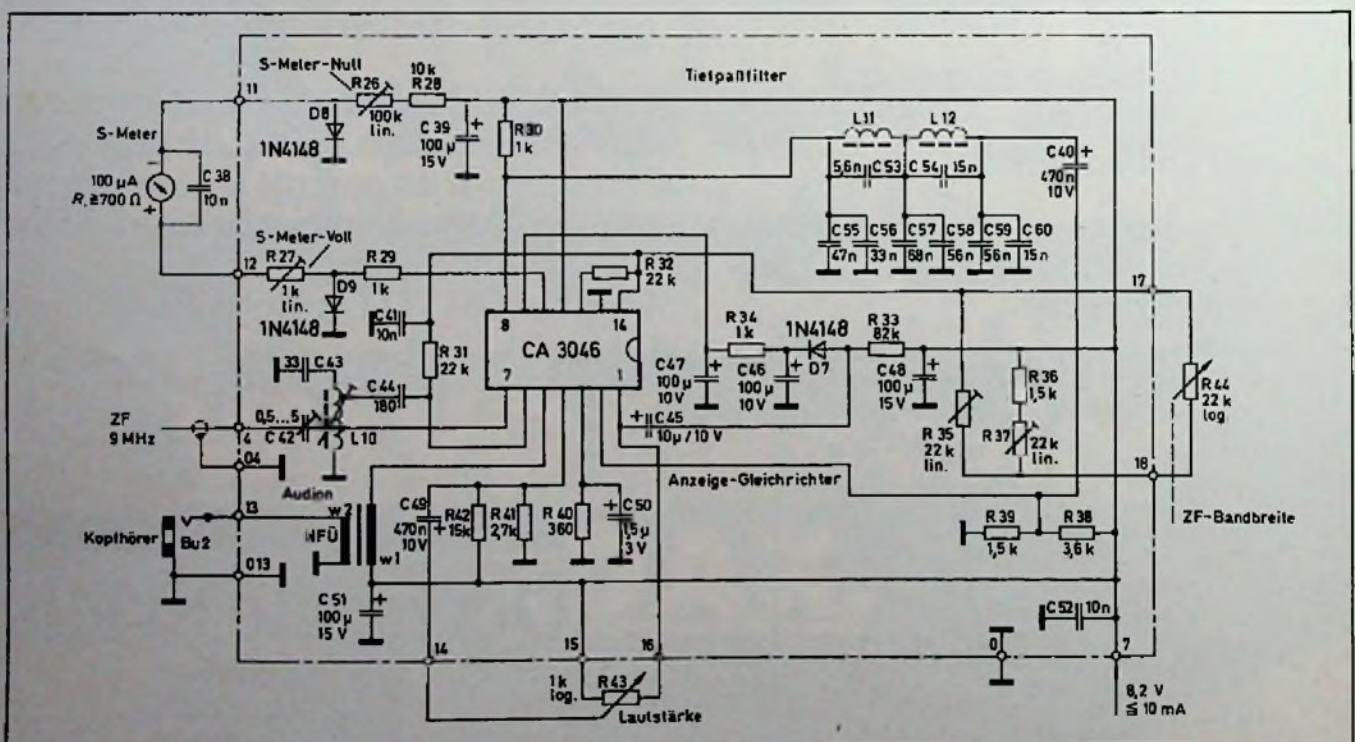 S-Meter-Null
R26
100k
lin.
10k
R28
Tiefpaßfilter
11
D8
1N4148
C39
100µ
15V
R30
1k
L11
L12
C40
470n
10V
S-Meter
100µA
Rᵢ≧700Ω
C38
10n
5,6n
C53
C54
15n
C55
47n
C56
33n
C57
68n
C58
56n
C59
56n
C60
15n
S-Meter-Voll
12
R27
1k
lin.
R29
1k
D9
1N4148
R32
22k
17
C41
10n
8
14
CA 3046
7
1
R31
22k
R34
1k
1N4148
D7
R33
82k
C47
100µ
10V
C46
100µ
10V
C48
100µ
15V
R36
1,5k
R37
22k
lin.
R35
22k
lin.
R44
22k
log.
33
C43
C44
180
ZF
9MHz
0,5...5
C42
4
L10
C45
10µ/10V
18
04
Audion
Anzeige-Gleichrichter
ZF-Bandbreite
13
w2
NFÜ
w1
Kopfhörer
Bu2
013
C49
470n
10V
R42
15k
R41
2,7k
R40
360
C50
1,5µ
3V
R39
1,5k
R38
3,6k
C51
100µ
15V
C52
10n
14
15
16
0
7
1k
log.
R43
Lautstärke
8,2V
≦10mA